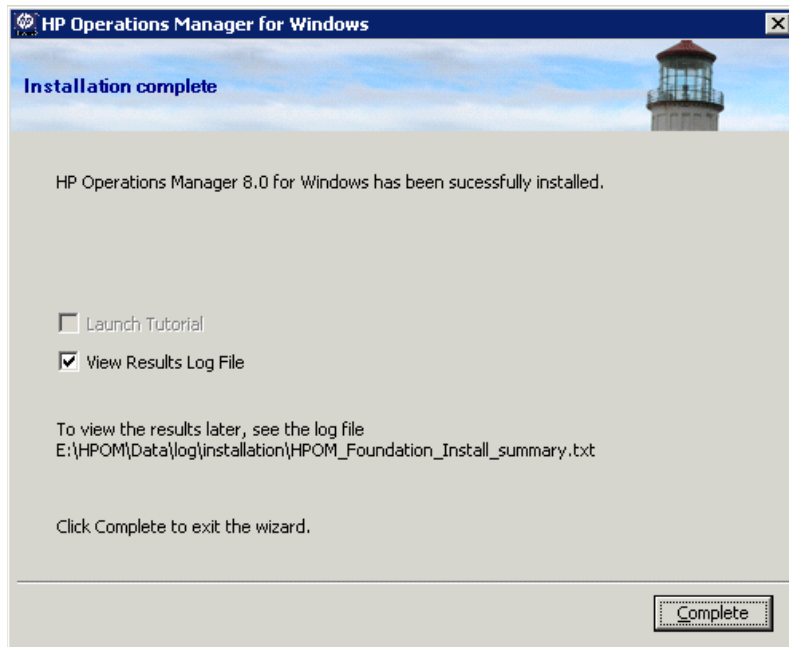 HP Operations Manager for Windows
Installation complete
HP Operations Manager 8.0 for Windows has been sucessfully installed.
Launch Tutorial
View Results Log File
To view the results later, see the log file
E:\HPOM\Data\log\installation\HPOM_Foundation_Install_summary.txt
Click Complete to exit the wizard.
Complete